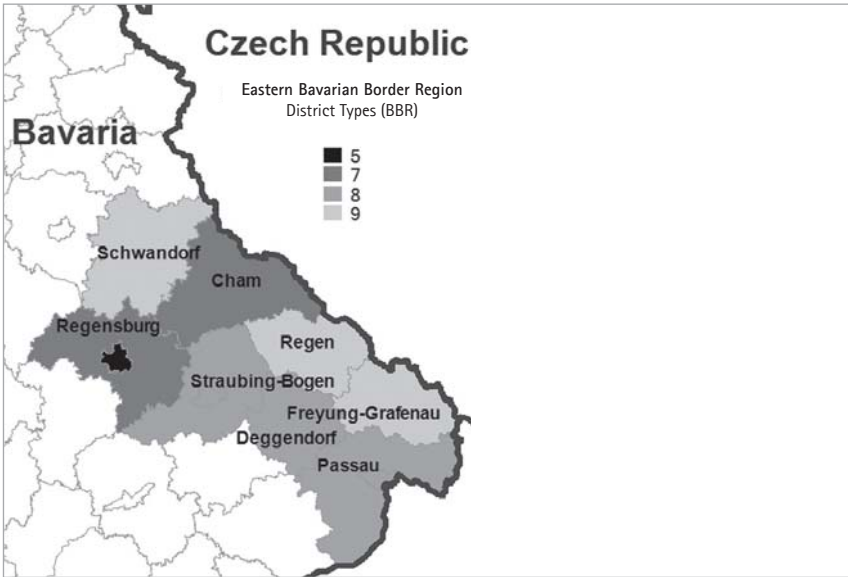 Czech Republic
Eastern Bavarian Border Region
District Types (BBR)
Bavaria
5
7
8
9
Schwandorf
Cham
Regensburg
Regen
Straubing-Bogen
Freyung-Grafenau
Deggendorf
Passau